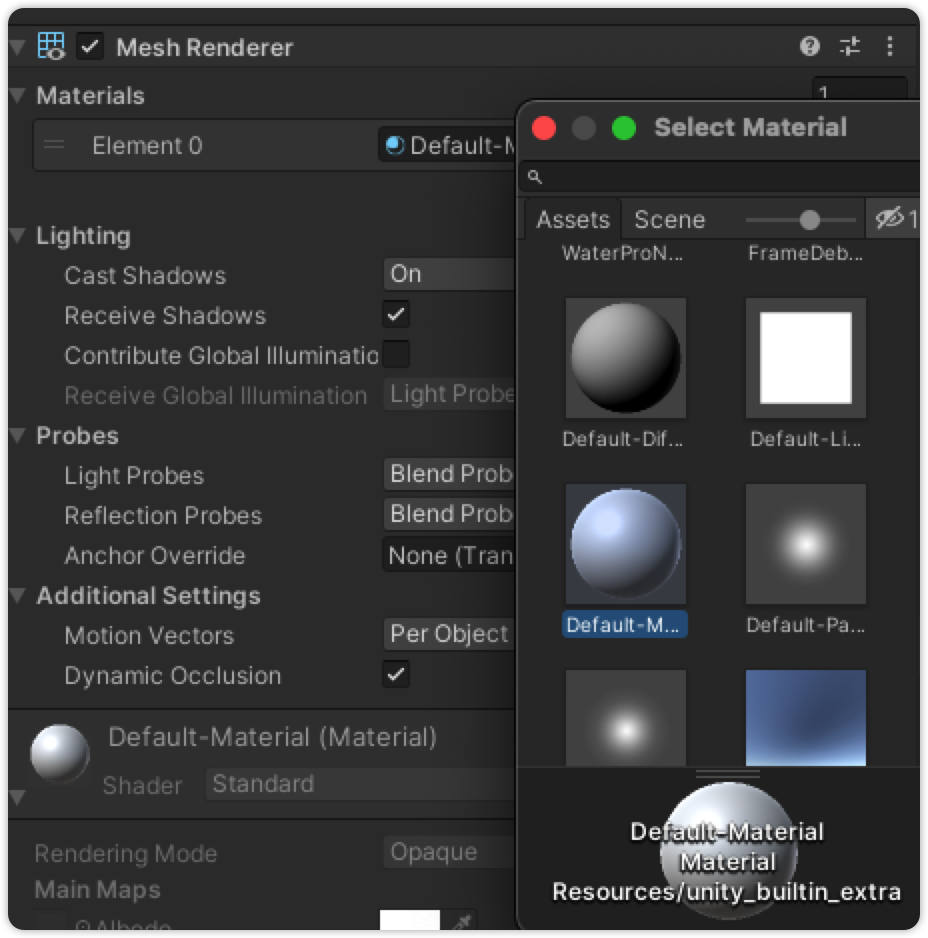 Mesh Renderer
Materials
1
Element 0
Default-M
Lighting
Cast Shadows
On
Receive Shadows
Contribute Global Illuminatio
Receive Global Illumination
Light Probe
Probes
Light Probes
Blend Prob
Reflection Probes
Blend Prob
Anchor Override
None (Tran
Additional Settings
Motion Vectors
Per Object
Dynamic Occlusion
Default-Material (Material)
Shader
Standard
Rendering Mode
Opaque
Main Maps
Albedo
Select Material
Assets
Scene
1
WaterProN...
FrameDeb...
Default-Dif...
Default-Li...
Default-M...
Default-Pa...
Default-Material
Material
Resources/unity_builtin_extra